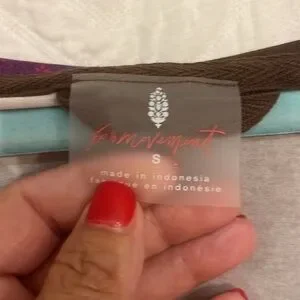 fp movement
S
made in indonesia
fabriqué en indonésie